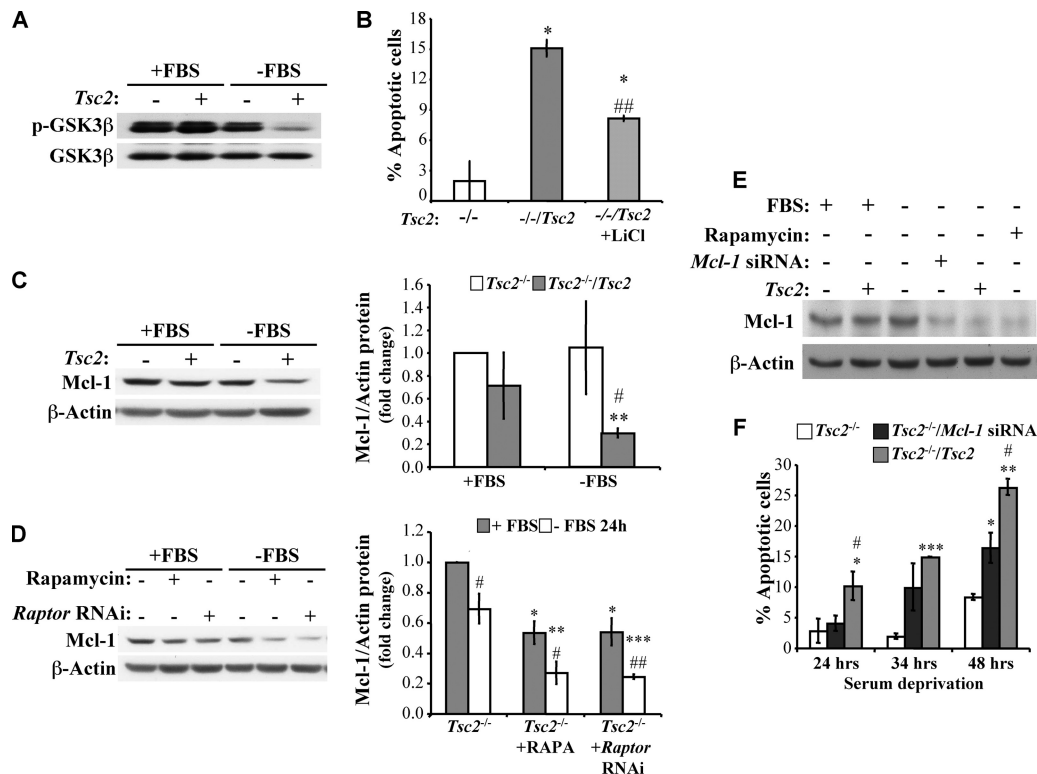 A
+FBS -FBS
Tsc2: - + - +
p-GSK3β
GSK3β
B
% Apoptotic cells
18
15
12
9
6
3
0
*
*
##
Tsc2: -/- -/-/Tsc2 -/-/Tsc2
+LiCl
C
+FBS -FBS
Tsc2: - + - +
Mcl-1
β-Actin
Tsc2-/- Tsc2-/-/Tsc2
Mcl-1/Actin protein
(fold change)
1.6
1.4
1.2
1.0
0.8
0.6
0.4
0.2
0
#
**
+FBS -FBS
D
+FBS -FBS
Rapamycin: - + - - + -
Raptor RNAi: - - + - - +
Mcl-1
β-Actin
+ FBS - FBS 24h
Mcl-1/Actin protein
(fold change)
1.2
1.0
0.8
0.6
0.4
0.2
0.0
#
* **
#
* ***
##
Tsc2-/- Tsc2-/- Tsc2-/-
+RAPA +Raptor
RNAi
E
FBS: + + - - - -
Rapamycin: - - - - - +
Mcl-1 siRNA: - - - + - -
Tsc2: - + - - + -
Mcl-1
β-Actin
F
Tsc2-/- Tsc2-/-/Mcl-1 siRNA
Tsc2-/-/Tsc2
% Apoptotic cells
30
25
20
15
10
5
0
#
*
***
*
#
**
24 hrs 34 hrs 48 hrs
Serum deprivation